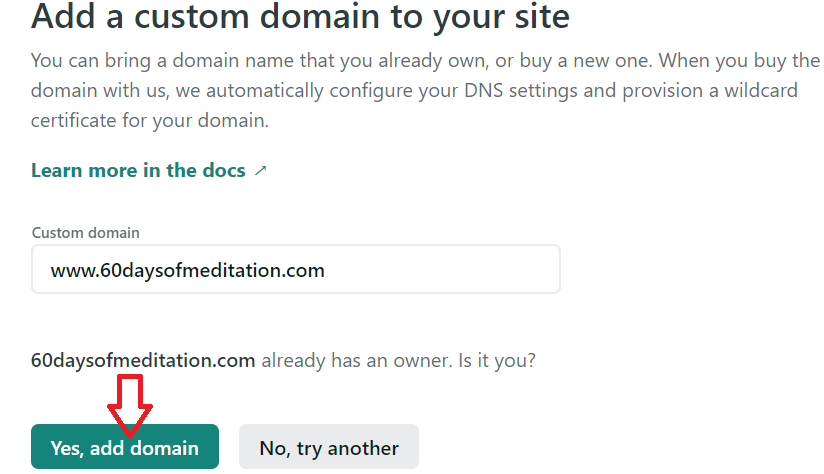 Add a custom domain to your site
You can bring a domain name that you already own, or buy a new one. When you buy the
domain with us, we automatically configure your DNS settings and provision a wildcard
certificate for your domain.
Learn more in the docs ↗
Custom domain
www.60daysofmeditation.com
60daysofmeditation.com already has an owner. Is it you?
Yes, add domain No, try another